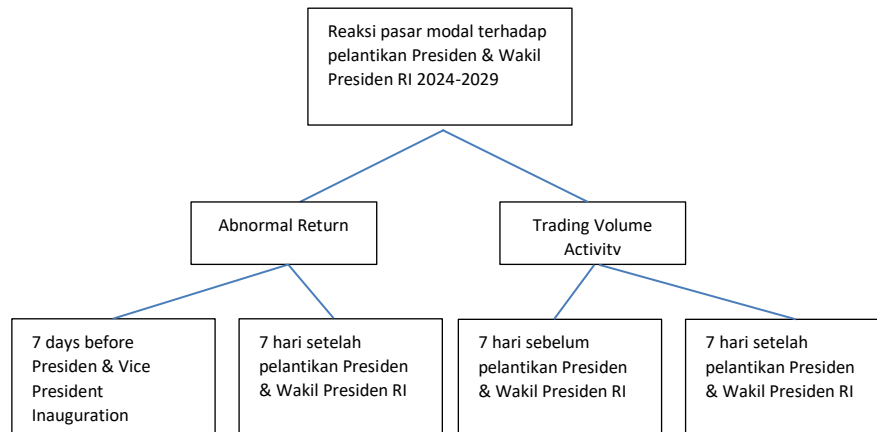 Reaksi pasar modal terhadap
pelantikan Presiden & Wakil
Presiden RI 2024-2029
Abnormal Return
Trading Volume
Activity
7 days before
Presiden & Vice
President
Inauguration
7 hari setelah
pelantikan Presiden
& Wakil Presiden RI
7 hari sebelum
pelantikan Presiden
& Wakil Presiden RI
7 hari setelah
pelantikan Presiden
& Wakil Presiden RI